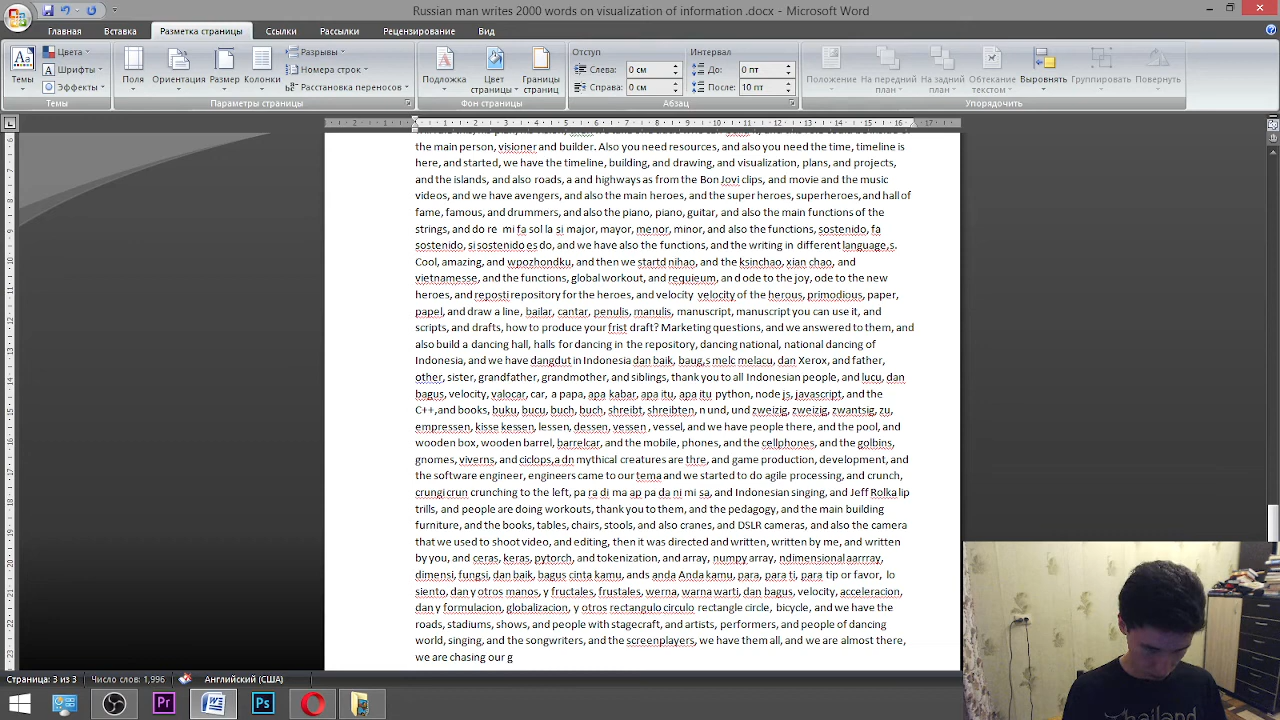 Russian man writes 2000 words on visualization of information .docx - Microsoft Word
Главная Вставка Разметка страницы Ссылки Рассылки Рецензирование Вид
Темы Цвета Шрифты Эффекты Темы
Поля Ориентация Размер Колонки Разрывы Номера строк Расстановка переносов Параметры страницы
Подложка Цвет страницы Границы страниц Фон страницы
Отступ Слева: 0 см Справа: 0 см Интервал До: 0 пт После: 10 пт Абзац
Положение На передний план На задний план Обтекание текстом Выровнять Группировать Повернуть Упорядочить
the main person, visioner and builder. Also you need resources, and also you need the time, timeline is
here, and started, we have the timeline, building, and drawing, and visualization, plans, and projects,
and the islands, and also roads, a and highways as from the Bon Jovi clips, and movie and the music
videos, and we have avengers, and also the main heroes, and the super heroes, superheroes, and hall of
fame, famous, and drummers, and also the piano, piano, guitar, and also the main functions of the
strings, and do re mi fa sol la si major, mayor, menor, minor, and also the functions, sostenido, fa
sostenido, si sostenido es do, and we have also the functions, and the writing in different language,s.
Cool, amazing, and wpozhondku, and then we startd nihao, and the ksinchao, xian chao, and
vietnamesse, and the functions, global workout, and requieum, and ode to the joy, ode to the new
heroes, and reposti repository for the heroes, and velocity velocity of the herous, primodious, paper,
papel, and draw a line, bailar, cantar, penulis, manulis, manuscript, manuscript you can use it, and
scripts, and drafts, how to produce your frist draft? Marketing questions, and we answered to them, and
also build a dancing hall, halls for dancing in the repository, dancing national, national dancing of
Indonesia, and we have dangdut in Indonesia dan baik, baug,s melc melacu, dan Xerox, and father,
other, sister, grandfather, grandmother, and siblings, thank you to all Indonesian people, and lucu, dan
bagus, velocity, valocar, car, a papa, apa kabar, apa itu, apa itu python, node js, javascript, and the
C++,and books, buku, bucu, buch, buch, shreibt, shreibten, n und, und zweizig, zweizig, zwantsig, zu,
empressen, kisse kessen, lessen, dessen, vessen , vessel, and we have people there, and the pool, and
wooden box, wooden barrel, barrelcar, and the mobile, phones, and the cellphones, and the golbins,
gnomes, viverns, and ciclops,a dn mythical creatures are thre, and game production, development, and
the software engineer, engineers came to our tema and we started to do agile processing, and crunch,
crungi crun crunching to the left, pa ra di ma ap pa da ni mi sa, and Indonesian singing, and Jeff Rolka lip
trills, and people are doing workouts, thank you to them, and the pedagogy, and the main building
furniture, and the books, tables, chairs, stools, and also cranes, and DSLR cameras, and also the camera
that we used to shoot video, and editing, then it was directed and written, written by me, and written
by you, and ceras, keras, pytorch, and tokenization, and array, numpy array, ndimensional aarrray,
dimensi, fungsi, dan baik, bagus cinta kamu, ands anda Anda kamu, para, para ti, para tip or favor, lo
siento, dan y otros manos, y fructales, frustales, werna, warna warti, dan bagus, velocity, acceleracion,
dan y formulacion, globalizacion, y otros rectangulo circulo rectangle circle, bicycle, and we have the
roads, stadiums, shows, and people with stagecraft, and artists, performers, and people of dancing
world, singing, and the songwriters, and the screenplayers, we have them all, and we are almost there,
we are chasing our g
Страница: 3 из 3 Число слов: 1,996 Английский (США)
Pr W Ps
thailand